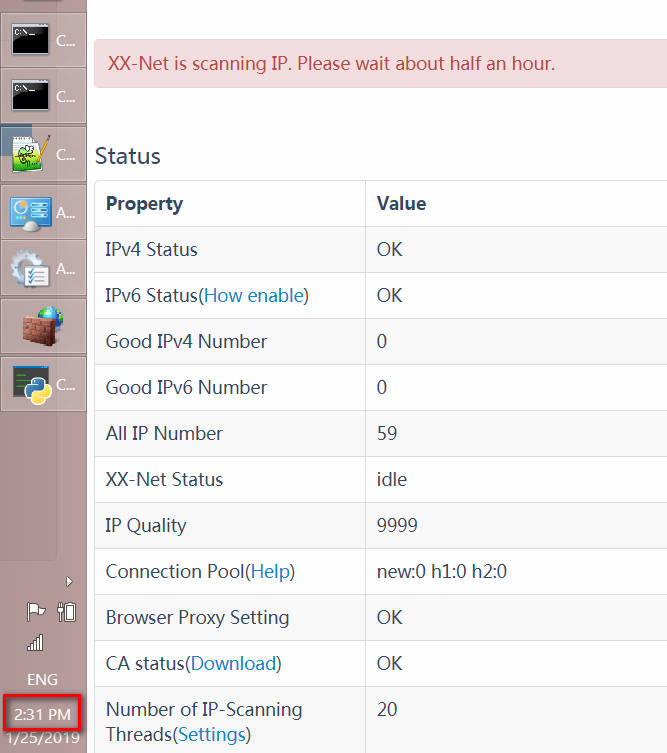 C:\_
C...
C:\_
C...
C...
A...
A...
C...
ENG
2:31 PM
1/25/2019
XX-Net is scanning IP. Please wait about half an hour.
Status
Property Value
IPv4 Status OK
IPv6 Status(How enable) OK
Good IPv4 Number 0
Good IPv6 Number 0
All IP Number 59
XX-Net Status idle
IP Quality 9999
Connection Pool(Help) new:0 h1:0 h2:0
Browser Proxy Setting OK
CA status(Download) OK
Number of IP-Scanning 20
Threads(Settings)